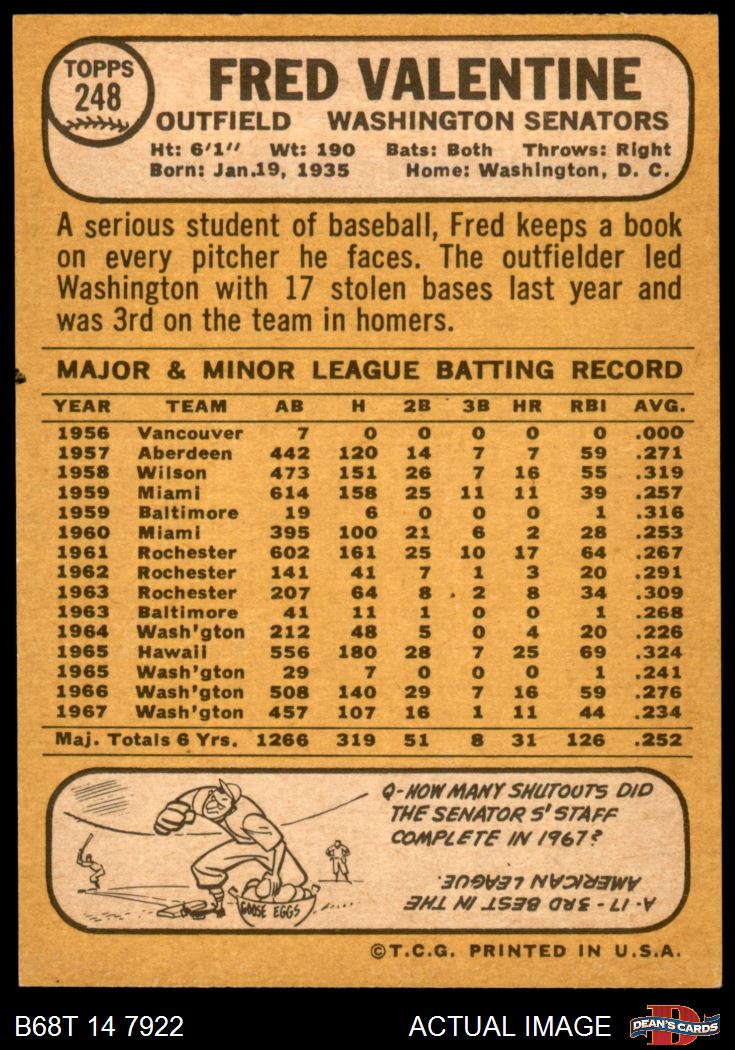 TOPPS
248
FRED VALENTINE
OUTFIELD WASHINGTON SENATORS
Ht: 6'1" Wt: 190 Bats: Both Throws: Right
Born: Jan.19, 1935 Home: Washington, D. C.
A serious student of baseball, Fred keeps a book
on every pitcher he faces. The outfielder led
Washington with 17 stolen bases last year and
was 3rd on the team in homers.
MAJOR & MINOR LEAGUE BATTING RECORD
YEAR TEAM AB H 2B 3B HR RBI AVG.
1956 Vancouver 7 0 0 0 0 0 .000
1957 Aberdeen 442 120 14 7 7 59 .271
1958 Wilson 473 151 26 7 16 55 .319
1959 Miami 614 158 25 11 11 39 .257
1959 Baltimore 19 6 0 0 0 1 .316
1960 Miami 395 100 21 6 2 28 .253
1961 Rochester 602 161 25 10 17 64 .267
1962 Rochester 141 41 7 1 3 20 .291
1963 Rochester 207 64 8 2 8 34 .309
1963 Baltimore 41 11 1 0 0 1 .268
1964 Wash'gton 212 48 5 0 4 20 .226
1965 Hawaii 556 180 28 7 25 69 .324
1965 Wash'gton 29 7 0 0 0 1 .241
1966 Wash'gton 508 140 29 7 16 59 .276
1967 Wash'gton 457 107 16 1 11 44 .234
Maj. Totals 6 Yrs. 1266 319 51 8 31 126 .252
Q-HOW MANY SHUTOUTS DID
THE SENATORS' STAFF
COMPLETE IN 1967?
A-17-3RD BEST IN THE
AMERICAN LEAGUE.
GOOSE EGGS
©T.C.G. PRINTED IN U.S.A.
B68T 14 7922 ACTUAL IMAGE
D
DEAN'S CARDS